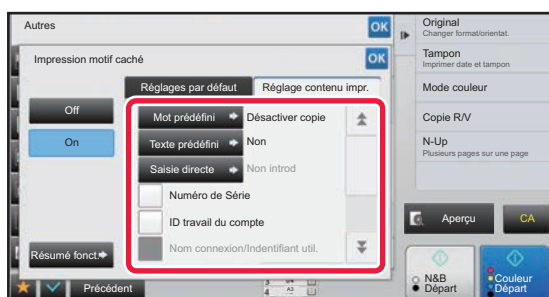 Autres
OK
Impression motif caché
OK
Réglages par défaut
Réglage contenu impr.
Off
On
Mot prédéfini
Désactiver copie
Texte prédéfini
Non
Saisie directe
Non introd
Numéro de Série
ID travail du compte
Nom connexion/Indentifiant util.
Résumé fonct.
Précédent
A3
Original
Changer format/orientat.
Tampon
Imprimer date et tampon
Mode couleur
Copie R/V
N-Up
Plusieurs pages sur une page
Aperçu
CA
N&B
Départ
Couleur
Départ